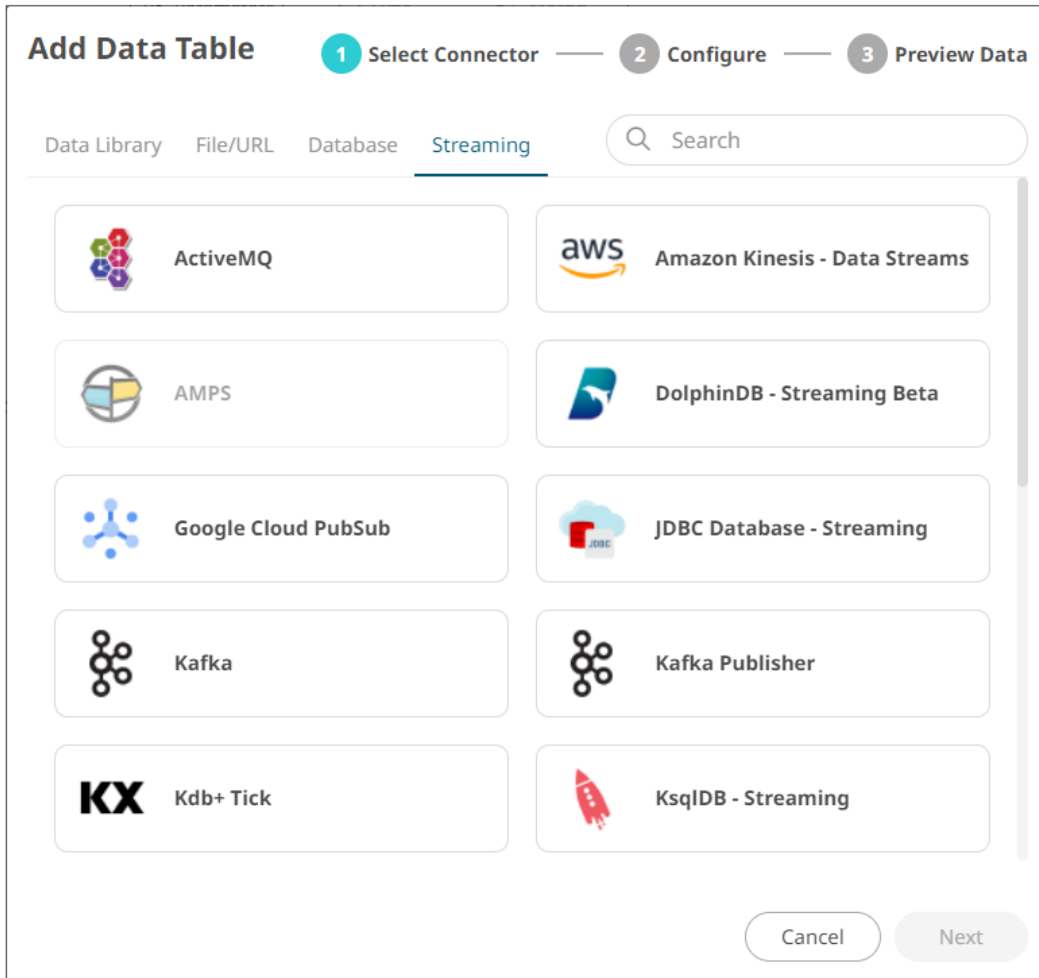 Add Data Table
1 Select Connector
2 Configure
3 Preview Data
Data Library File/URL Database Streaming
Search
ActiveMQ
aws Amazon Kinesis - Data Streams
AMPS
DolphinDB - Streaming Beta
Google Cloud PubSub
JDBC JDBC Database - Streaming
Kafka
Kafka Publisher
KX Kdb+ Tick
KsqlDB - Streaming
Cancel
Next